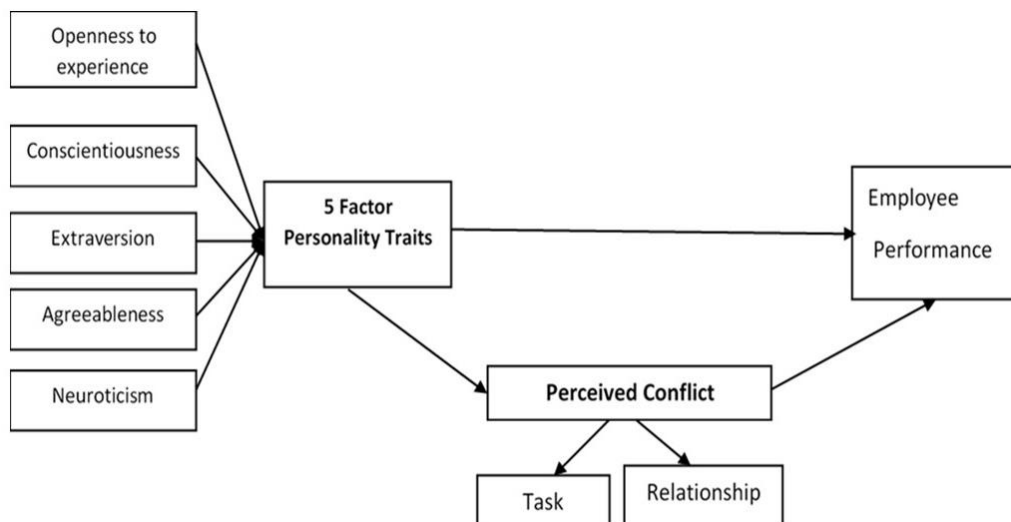 Openness to
experience
Conscientiousness
Extraversion
Agreeableness
Neuroticism
5 Factor
Personality Traits
Employee
Performance
Perceived Conflict
Task
Relationship